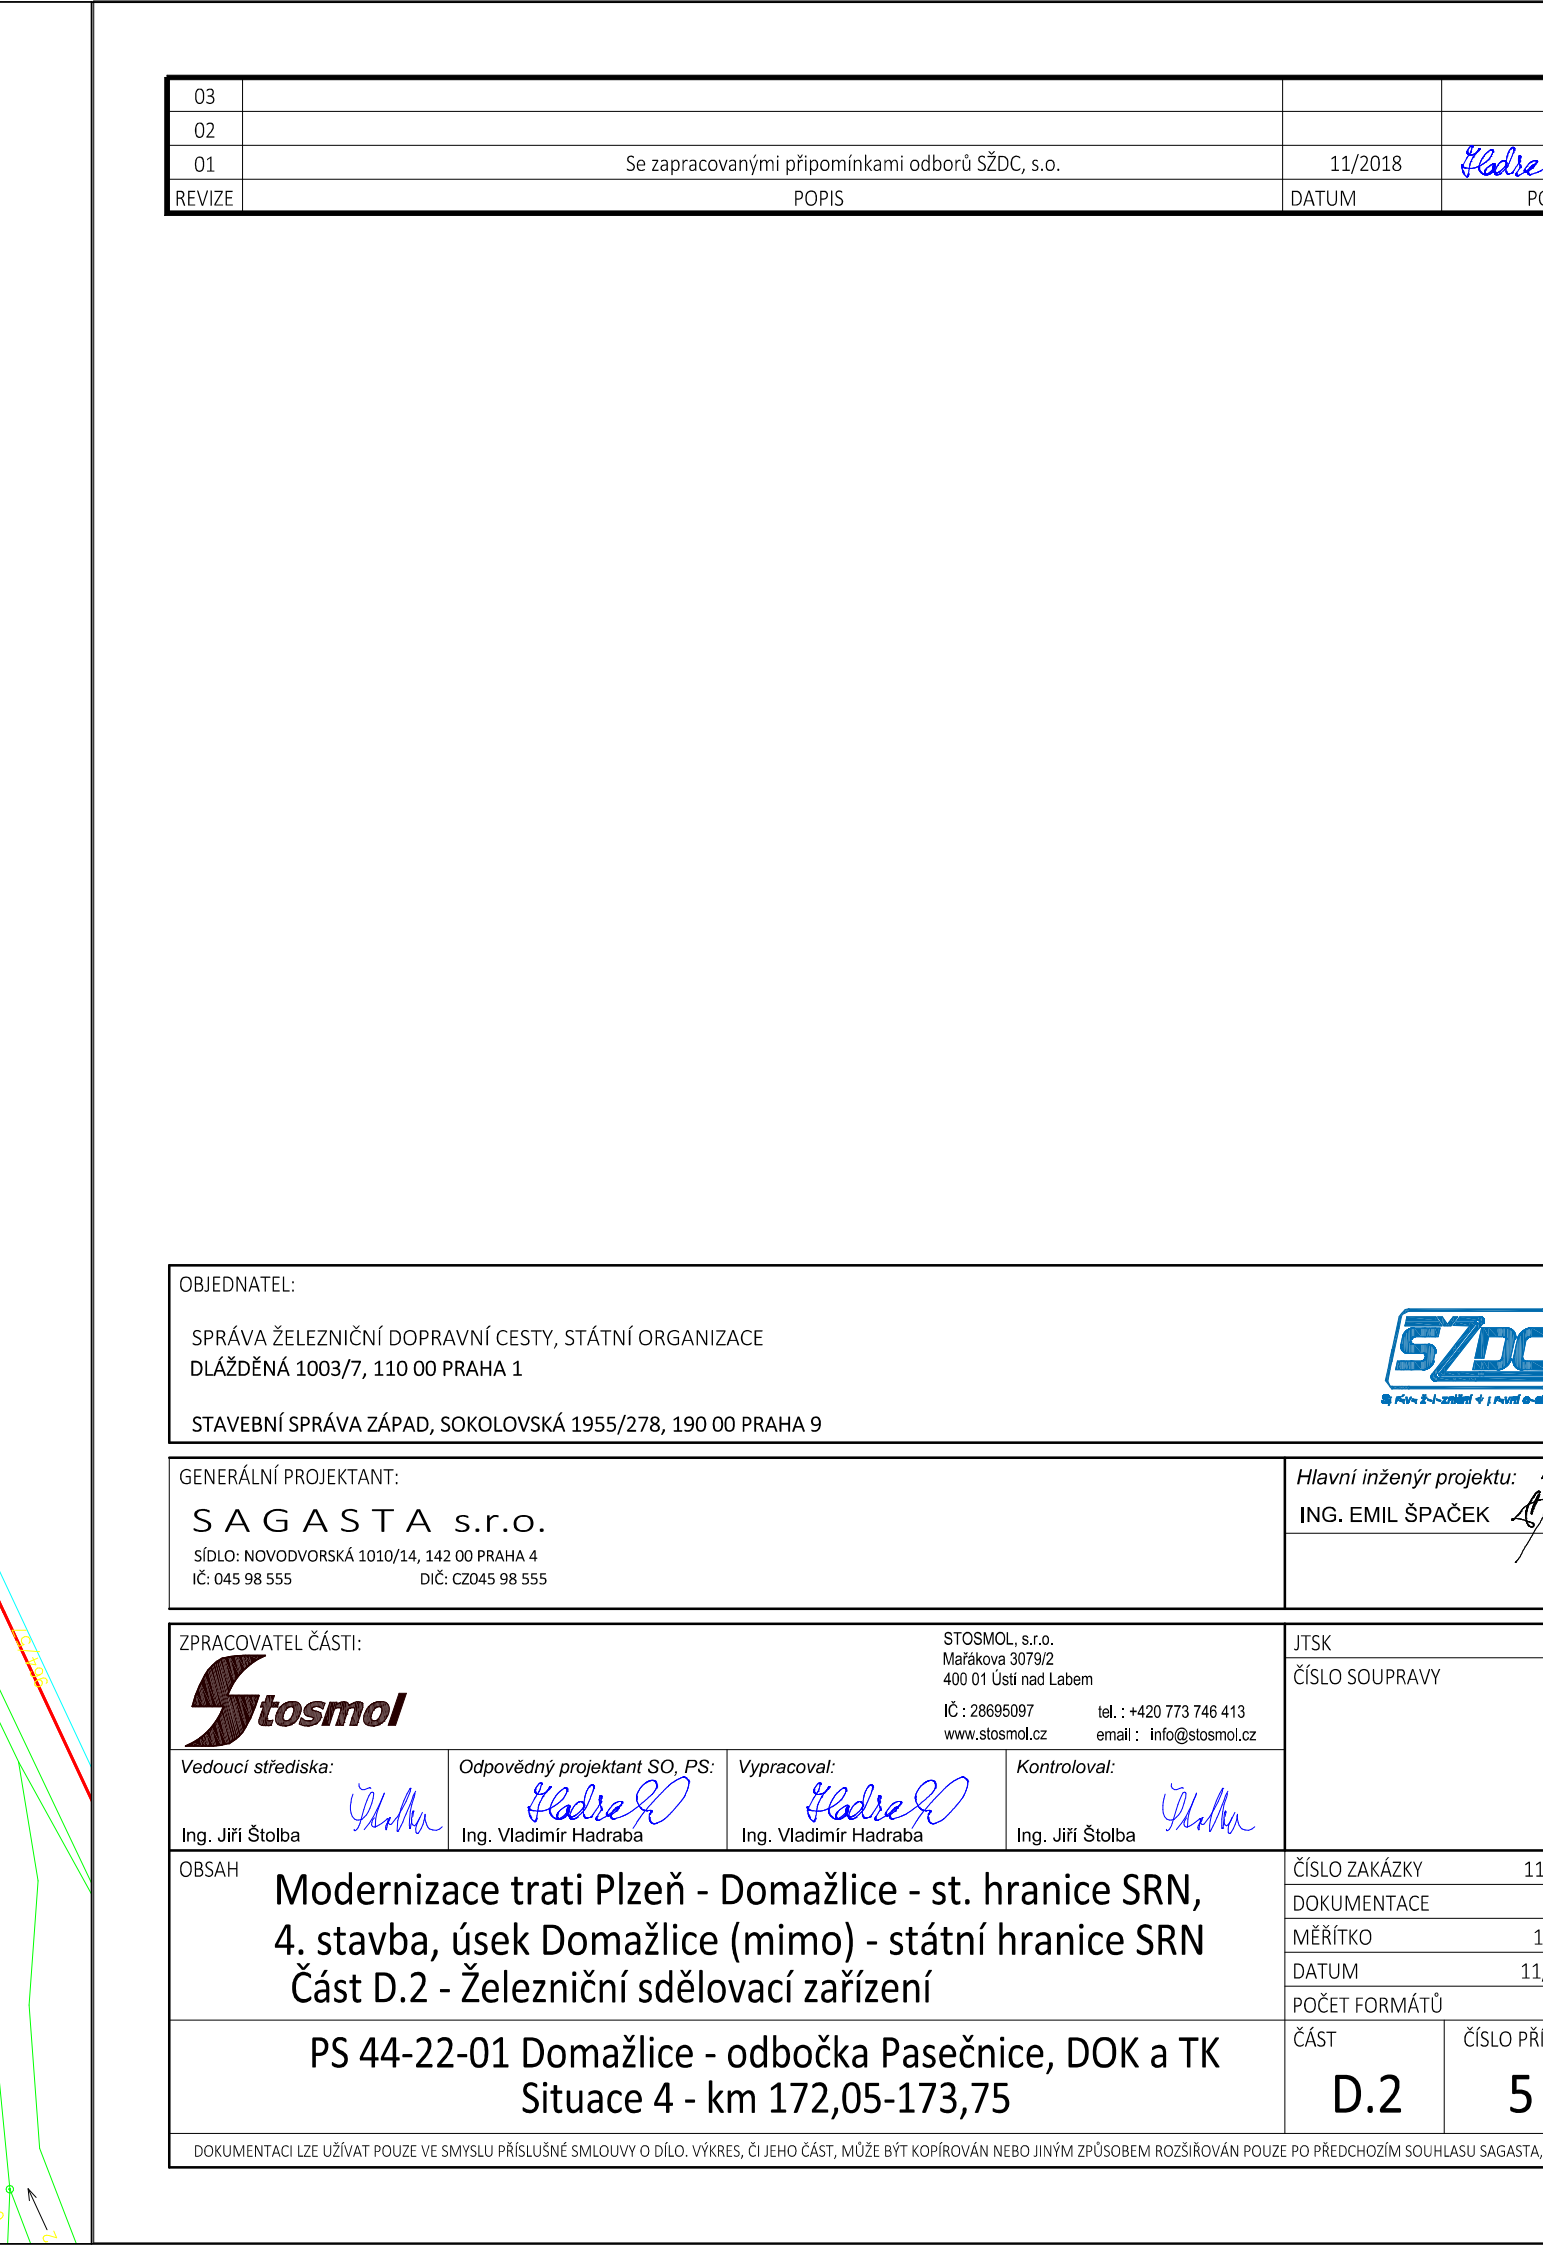 03
02
01 Se zapracovanými připomínkami odborů SŽDC, s.o. 11/2018
REVIZE POPIS DATUM
OBJEDNATEL:
SPRÁVA ŽELEZNIČNÍ DOPRAVNÍ CESTY, STÁTNÍ ORGANIZACE
DLÁŽDĚNÁ 1003/7, 110 00 PRAHA 1
STAVEBNÍ SPRÁVA ZÁPAD, SOKOLOVSKÁ 1955/278, 190 00 PRAHA 9
SŽDC
GENERÁLNÍ PROJEKTANT:
SAGASTA s.r.o.
SÍDLO: NOVODVORSKÁ 1010/14, 142 00 PRAHA 4
IČ: 045 98 555 DIČ: CZ045 98 555
Hlavní inženýr projektu:
ING. EMIL ŠPAČEK
ZPRACOVATEL ČÁSTI:
Stosmol
STOSMOL, s.r.o.
Mařákova 3079/2
400 01 Ústí nad Labem
IČ : 28695097 tel. : +420 773 746 413
www.stosmol.cz email : info@stosmol.cz
JTSK
ČÍSLO SOUPRAVY
Vedoucí střediska: Odpovědný projektant SO, PS: Vypracoval: Kontroloval:
Štolba Hadra Hadra Štolba
Ing. Jiří Štolba Ing. Vladimír Hadraba Ing. Vladimír Hadraba Ing. Jiří Štolba
OBSAH
Modernizace trati Plzeň - Domažlice - st. hranice SRN,
4. stavba, úsek Domažlice (mimo) - státní hranice SRN
Část D.2 - Železniční sdělovací zařízení
ČÍSLO ZAKÁZKY 11
DOKUMENTACE
MĚŘÍTKO 1
DATUM 11
POČET FORMÁTŮ
PS 44-22-01 Domažlice - odbočka Pasečnice, DOK a TK
Situace 4 - km 172,05-173,75
ČÁST ČÍSLO
D.2 5
DOKUMENTACI LZE UŽÍVAT POUZE VE SMYSLU PŘÍSLUŠNÉ SMLOUVY O DÍLO. VÝKRES, ČI JEHO ČÁST, MŮŽE BÝT KOPÍROVÁN NEBO JINÝM ZPŮSOBEM ROZŠIŘOVÁN POUZE PO PŘEDCHOZÍM SOUHLASU SAGASTA,